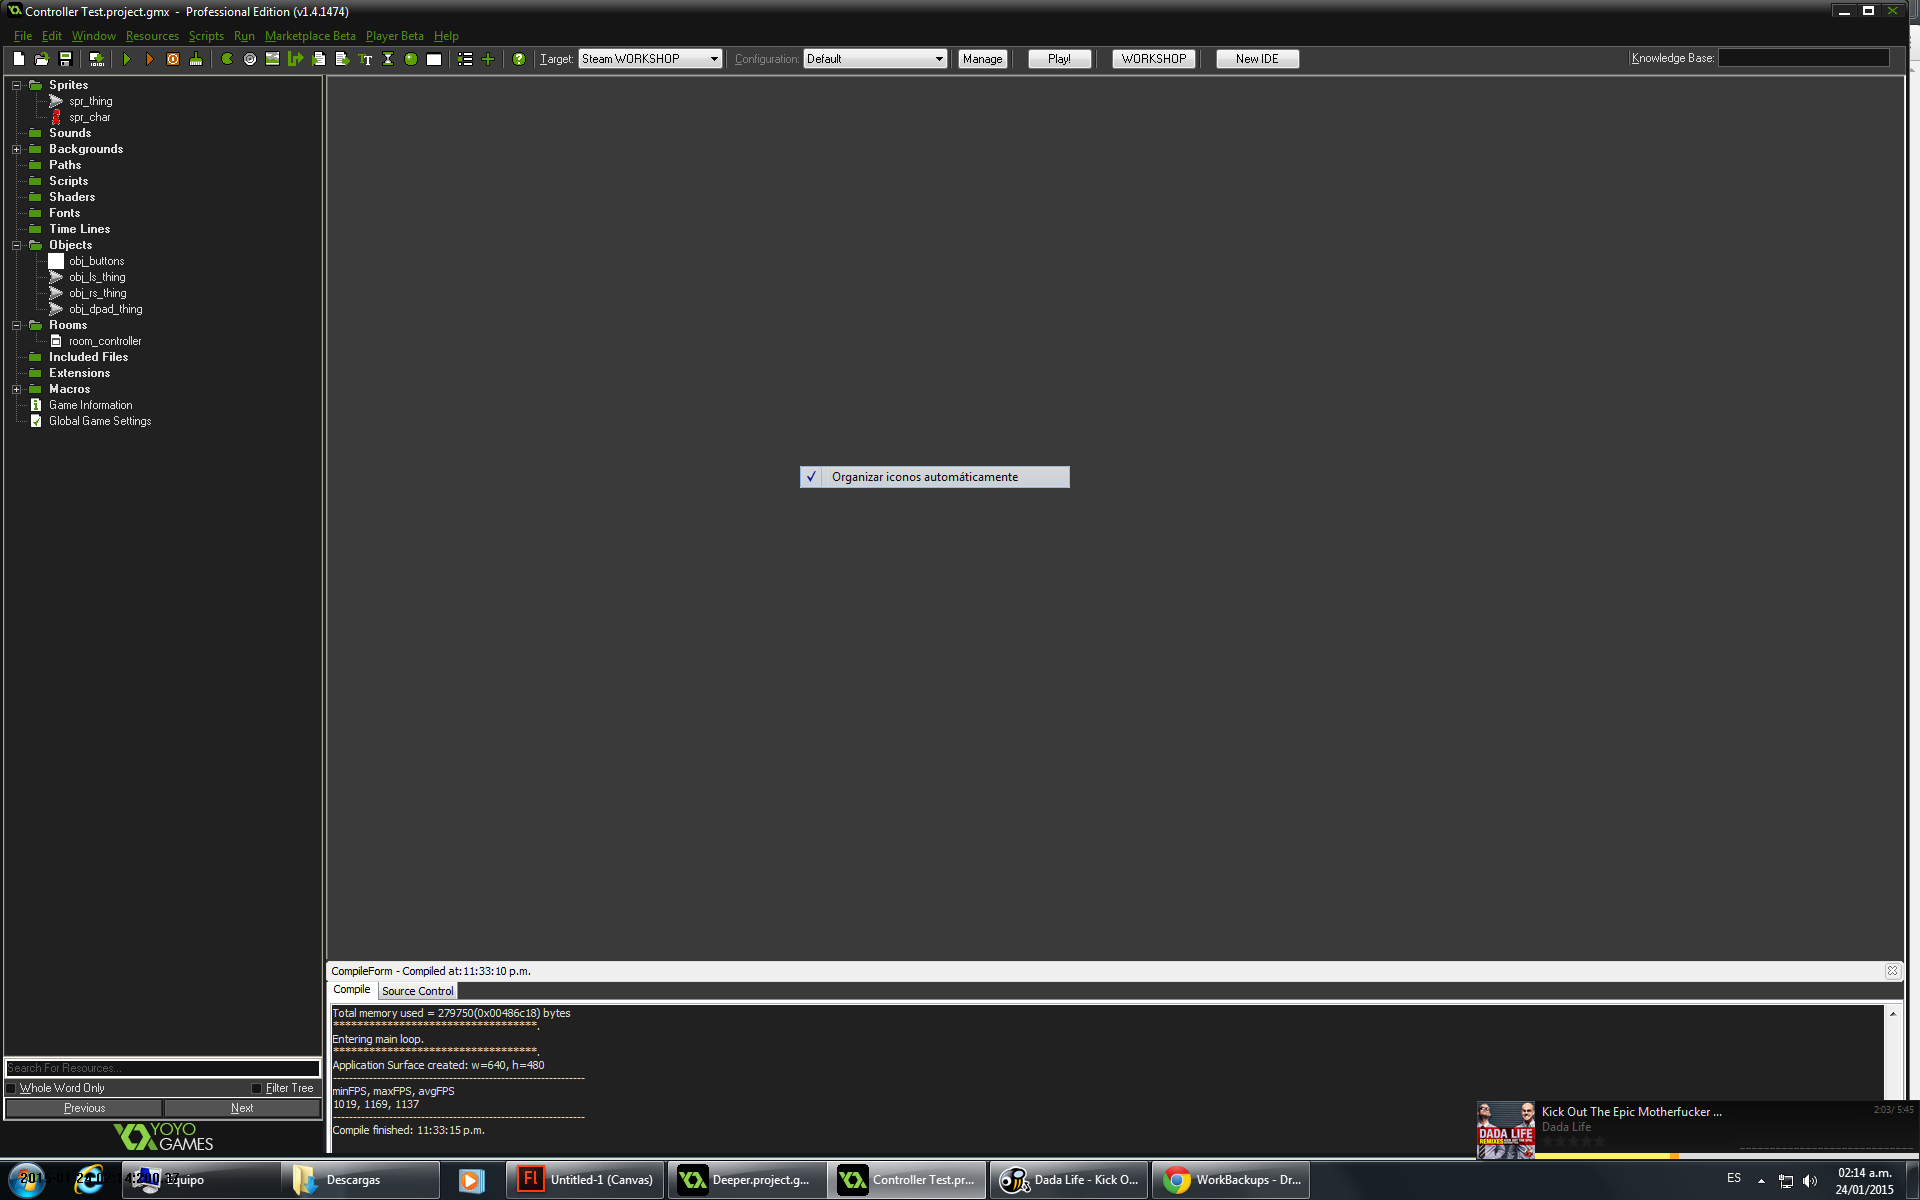 Controller Test.project.gmx - Professional Edition (v1.4.1474)
File Edit Window Resources Scripts Run Marketplace Beta Player Beta Help
Target: Steam WORKSHOP Configuration: Default Manage Play! WORKSHOP New IDE Knowledge Base:
Sprites
spr_thing
spr_char
Sounds
Backgrounds
Paths
Scripts
Shaders
Fonts
Time Lines
Objects
obj_buttons
obj_ls_thing
obj_rs_thing
obj_dpad_thing
Rooms
room_controller
Included Files
Extensions
Macros
Game Information
Global Game Settings
Organizar iconos automáticamente
CompileForm - Compiled at:11:33:10 p.m.
Compile Source Control
Total memory used = 279750(0x00486c18) bytes
**********************************.
Entering main loop.
**********************************.
Application Surface created: w=640, h=480
minFPS, maxFPS, avgFPS
1019, 1169, 1137
Compile finished: 11:33:15 p.m.
Search For Resources...
Whole Word Only Filter Tree
Previous Next
YOYO
GAMES
Kick Out The Epic Motherfucker ... 2:03/ 5:45
Dada Life
DADA LIFE
Equipo
Descargas
Untitled-1 (Canvas)
Deeper.project.g...
Controller Test.pr...
Dada Life - Kick O...
WorkBackups - Dr...
ES
02:14 a.m.
24/01/2015